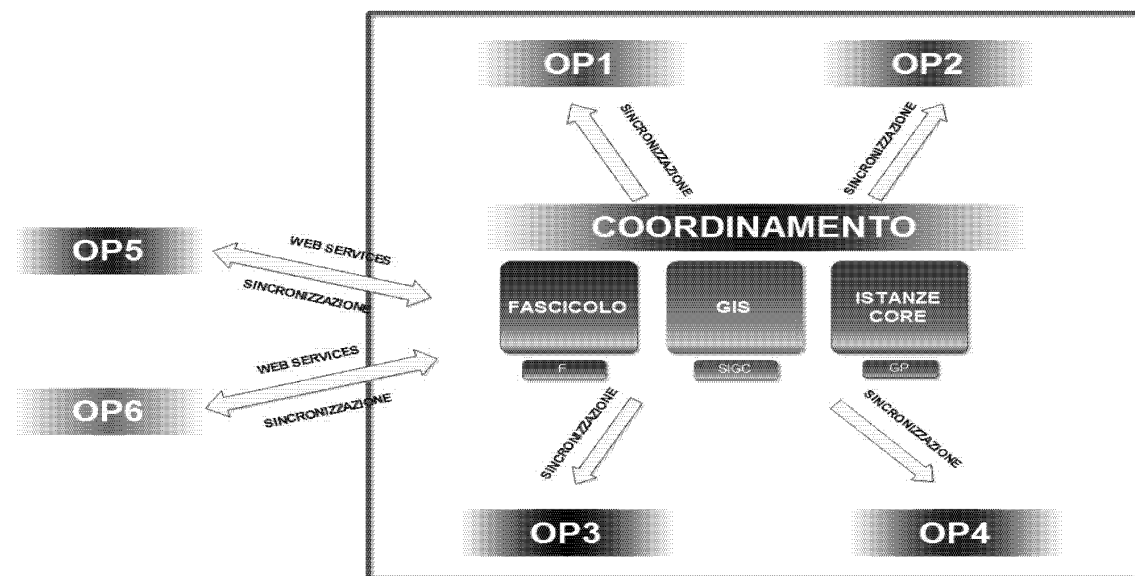 OP1
OP2
SINCRONIZZAZIONE
SINCRONIZZAZIONE
COORDINAMENTO
OP5
WEB SERVICES
SINCRONIZZAZIONE
FASCICOLO
GIS
ISTANZE
CORE
F
SIGC
GP
OP6
WEB SERVICES
SINCRONIZZAZIONE
SINCRONIZZAZIONE
SINCRONIZZAZIONE
OP3
OP4